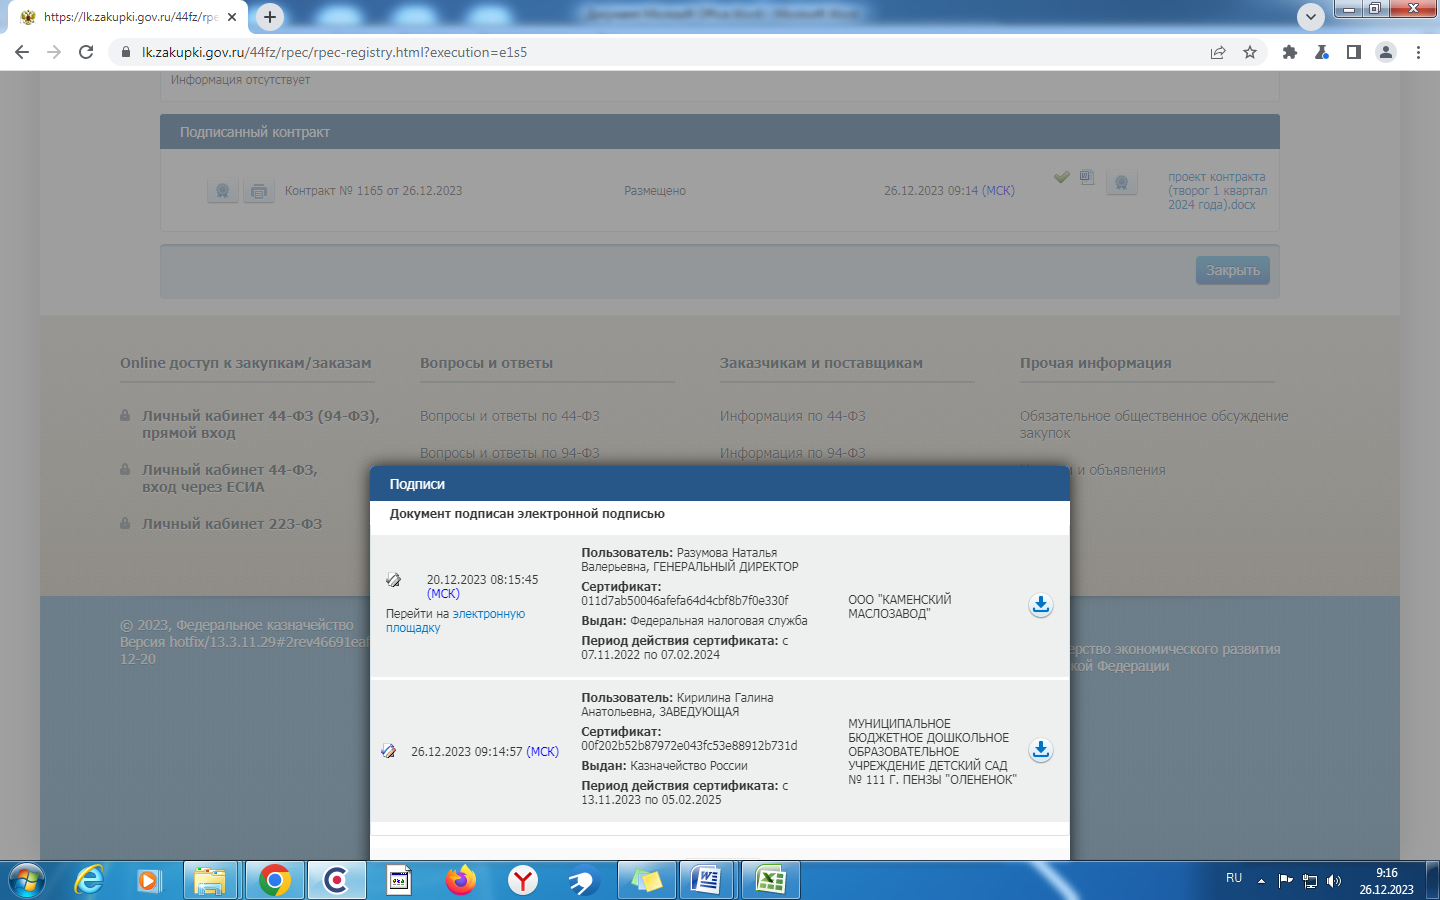 https://lk.zakupki.gov.ru/44fz/rpe
lk.zakupki.gov.ru/44fz/rpec/rpec-registry.html?execution=e1s5
Информация отсутствует
Подписанный контракт
Контракт № 1165 от 26.12.2023
Размещено
26.12.2023 09:14 (МСК)
проект контракта
(творог 1 квартал
2024 года).docx
Закрыть
Online доступ к закупкам/заказам
Личный кабинет 44-ФЗ (94-ФЗ),
прямой вход
Личный кабинет 44-ФЗ,
вход через ЕСИА
Личный кабинет 223-ФЗ
Вопросы и ответы
Вопросы и ответы по 44-ФЗ
Вопросы и ответы по 94-ФЗ
Заказчикам и поставщикам
Информация по 44-ФЗ
Информация по 94-ФЗ
Прочая информация
Обязательное общественное обсуждение
закупок
и объявления
Подписи
Документ подписан электронной подписью
20.12.2023 08:15:45
(МСК)
Перейти на электронную
площадку
Пользователь: Разумова Наталья
Валерьевна, ГЕНЕРАЛЬНЫЙ ДИРЕКТОР
Сертификат:
011d7ab50046afefa64d4cbf8b7f0e330f
Выдан: Федеральная налоговая служба
Период действия сертификата: с
07.11.2022 по 07.02.2024
ООО "КАМЕНСКИЙ
МАСЛОЗАВОД"
26.12.2023 09:14:57 (МСК)
Пользователь: Кирилина Галина
Анатольевна, ЗАВЕДУЮЩАЯ
Сертификат:
00f202b52b87972e043fc53e88912b731d
Выдан: Казначейство России
Период действия сертификата: с
13.11.2023 по 05.02.2025
МУНИЦИПАЛЬНОЕ
БЮДЖЕТНОЕ ДОШКОЛЬНОЕ
ОБРАЗОВАТЕЛЬНОЕ
УЧРЕЖДЕНИЕ ДЕТСКИЙ САД
№ 111 Г. ПЕНЗЫ "ОЛЕНЕНОК"
© 2023, Федеральное казначейство
Версия hotfix/13.3.11.29#2rev46691eaf
12-20
ерство экономического развития
кой Федерации
RU
9:16
26.12.2023